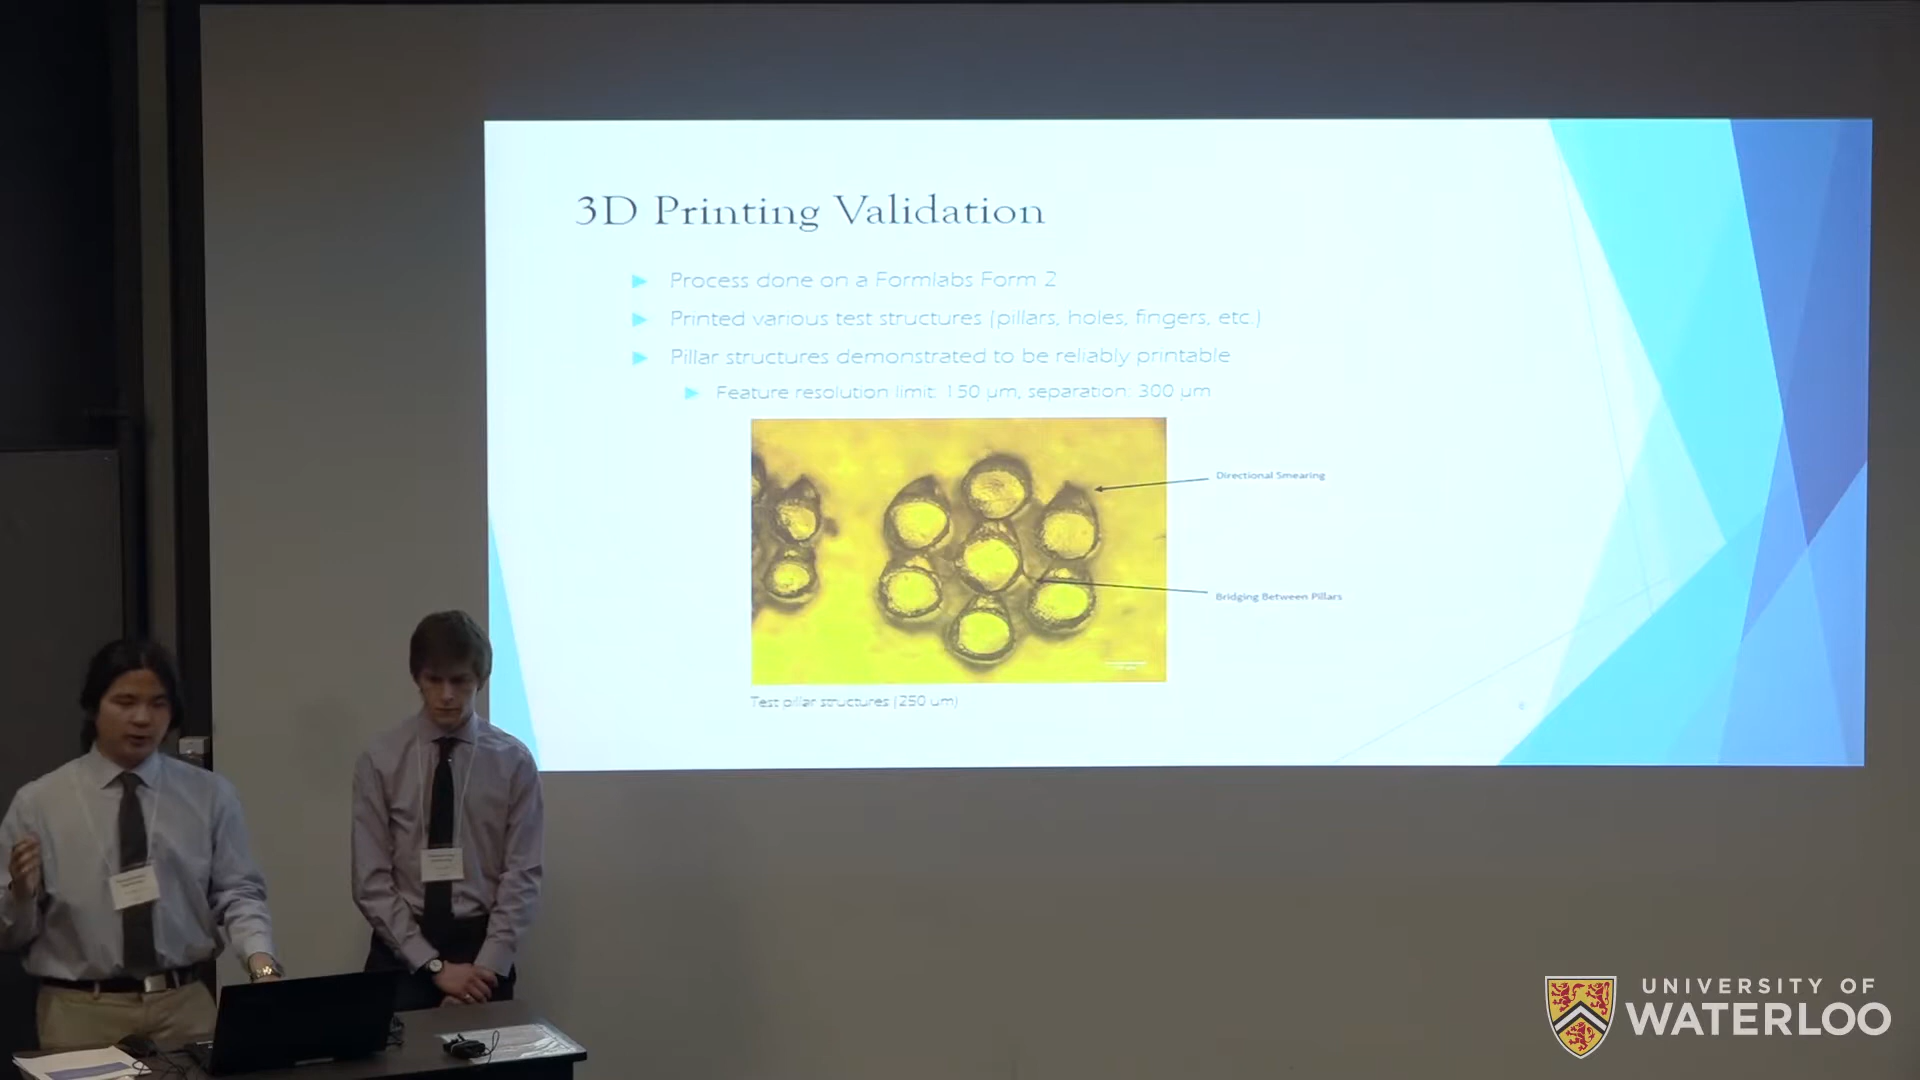 3D Printing Validation
Process done on a Formlabs Form 2
Printed various test structures (pillars, holes, fingers, etc.)
Pillar structures demonstrated to be reliably printable
Feature resolution limit: 150 µm, separation: 300 µm
Directional Smearing
Bridging Between Pillars
Test pillar structures (250 um)
UNIVERSITY OF
WATERLOO